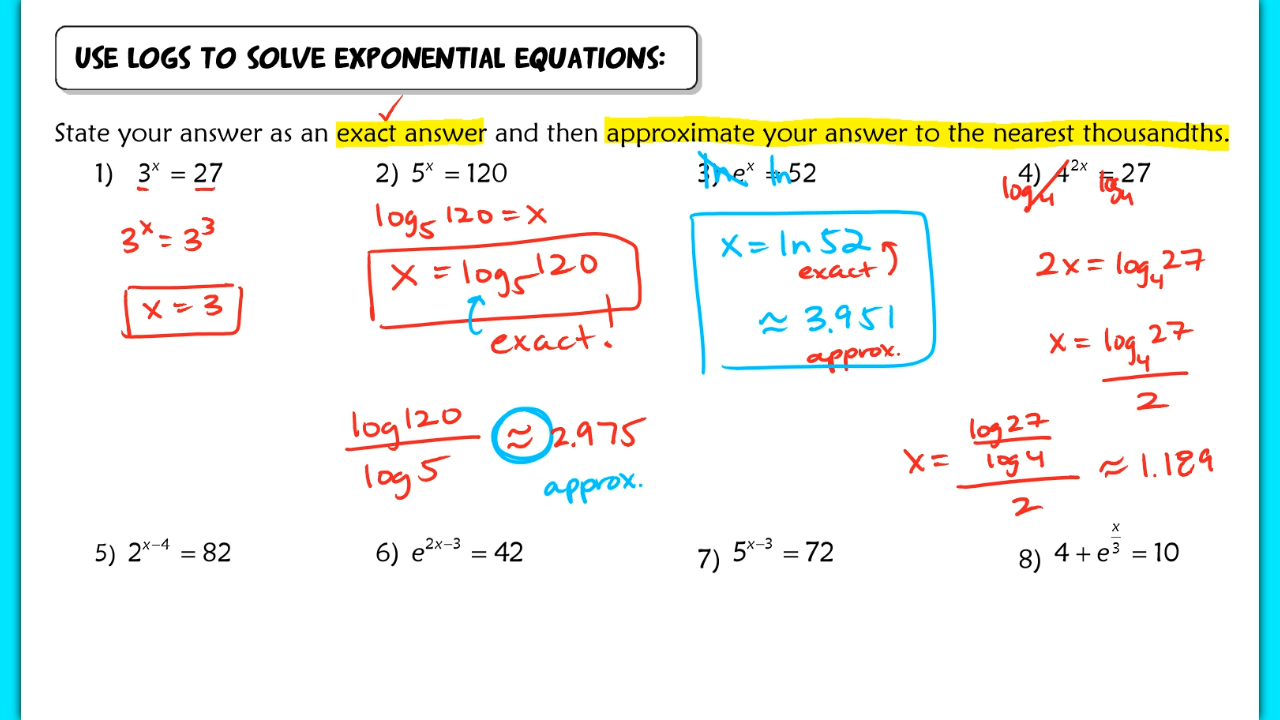 USE LOGS TO SOLVE EXPONENTIAL EQUATIONS:
State your answer as an exact answer and then approximate your answer to the nearest thousandths.
1) 3^x = 27
3^x = 3^3
x = 3
2) 5^x = 120
log₅ 120 = x
x = log₅ 120
exact!
log 120 / log 5 ≈ 2.975
approx.
3) ln e^x = ln 52
x = ln 52
exact
≈ 3.951
approx.
4) log₄ 4^2x = log₄ 27
2x = log₄ 27
x = log₄ 27 / 2
x = (log 27 / log 4) / 2 ≈ 1.189
5) 2^x–4 = 82
6) e^2x–3 = 42
7) 5^x–3 = 72
8) 4 + e^x/3 = 10